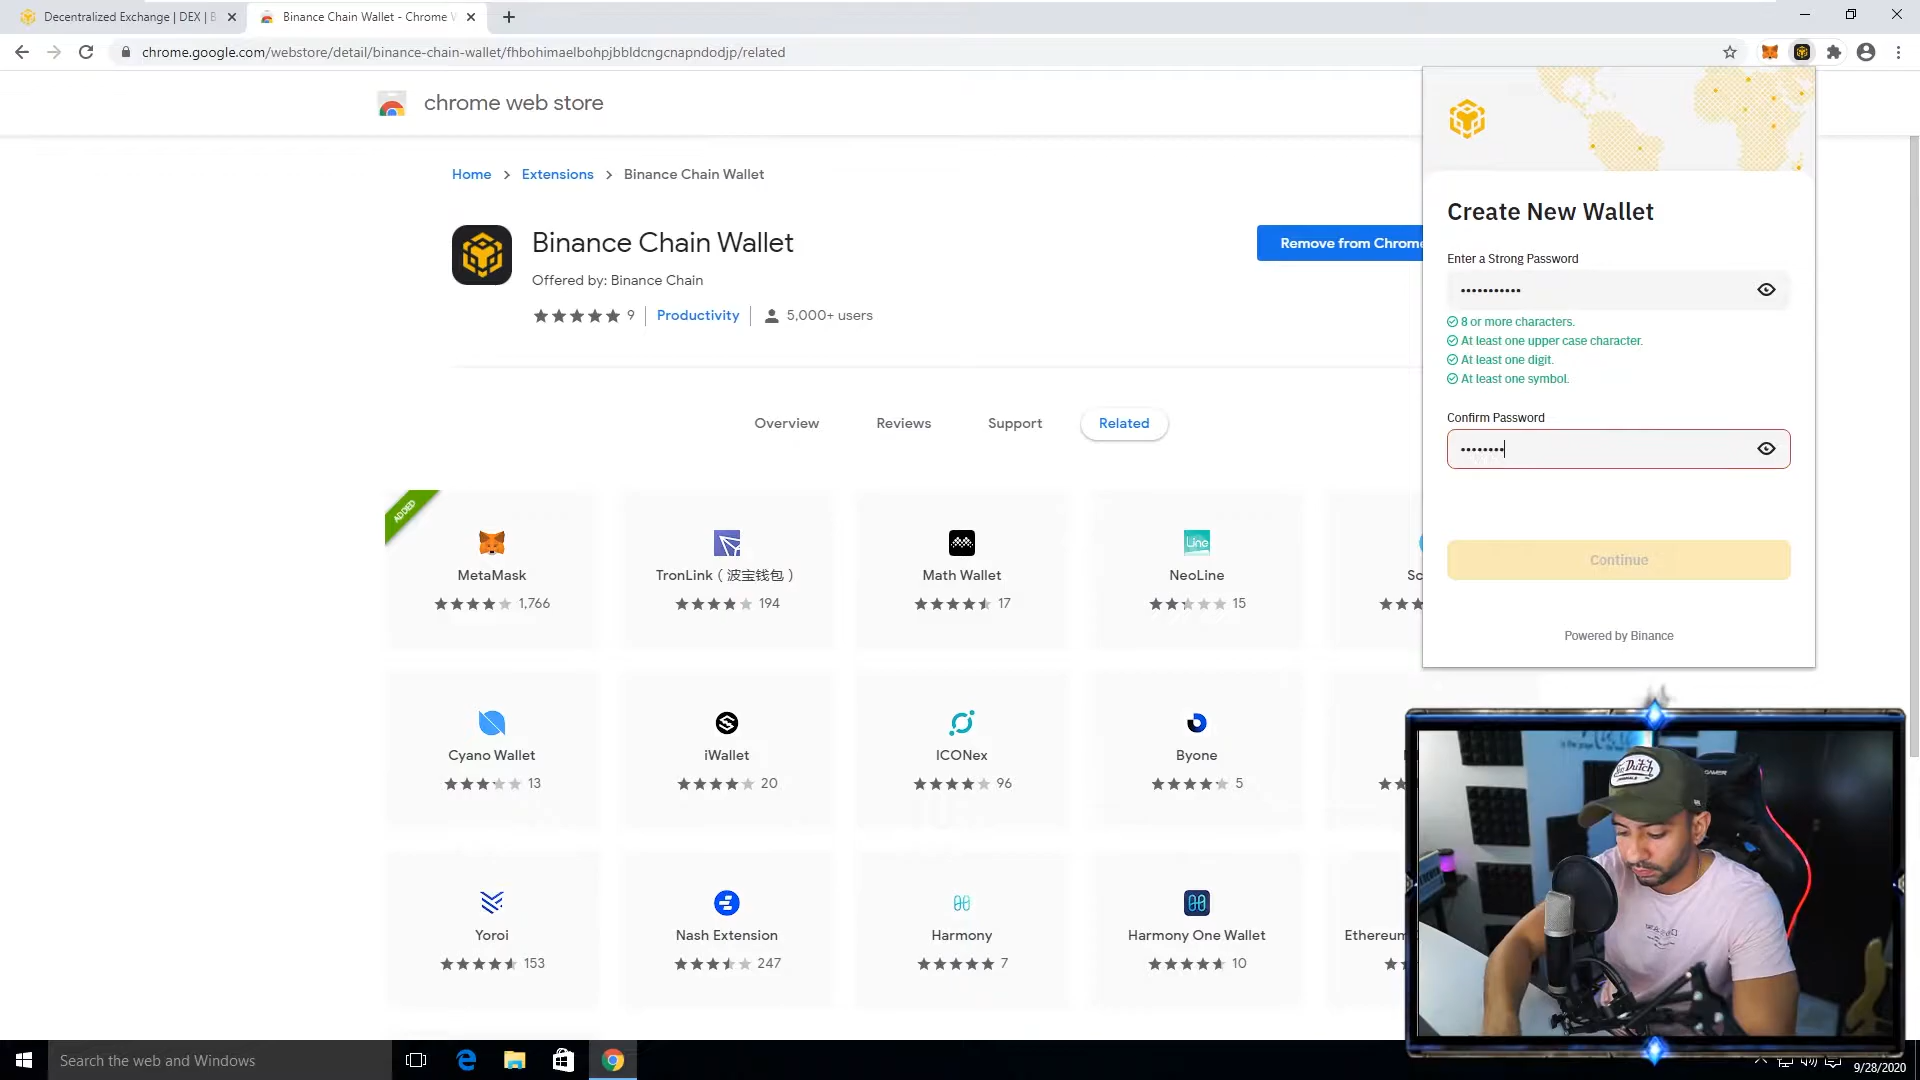 Decentralized Exchange | DEX | B
Binance Chain Wallet - Chrome W
chrome.google.com/webstore/detail/binance-chain-wallet/fhbohimaelbohpjbbldcngcnapndodjp/related
chrome web store
Home > Extensions > Binance Chain Wallet
Binance Chain Wallet
Remove from Chrome
Offered by: Binance Chain
9 | Productivity | 5,000+ users
Overview
Reviews
Support
Related
ADDED
MetaMask
1,766
TronLink ( 波宝钱包 )
194
Math Wallet
17
NeoLine
15
Line
Sc
Cyano Wallet
13
iWallet
20
ICONex
96
Byone
5
Yoroi
153
Nash Extension
247
Harmony
7
Harmony One Wallet
10
Ethereum
Create New Wallet
Enter a Strong Password
•••••••••••
8 or more characters.
At least one upper case character.
At least one digit.
At least one symbol.
Confirm Password
••••••••
Continue
Powered by Binance
Search the web and Windows
9/28/2020